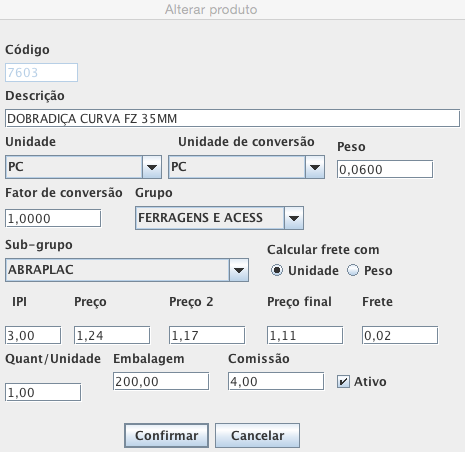 Alterar produto
Código
7603
Descrição
DOBRADIÇA CURVA FZ 35MM
Unidade Unidade de conversão Peso
PC PC 0,0600
Fator de conversão Grupo
1,0000 FERRAGENS E ACESS
Sub-grupo Calcular frete com
ABRAPLAC Unidade Peso
IPI Preço Preço 2 Preço final Frete
3,00 1,24 1,17 1,11 0,02
Quant/Unidade Embalagem Comissão
1,00 200,00 4,00 Ativo
Confirmar Cancelar